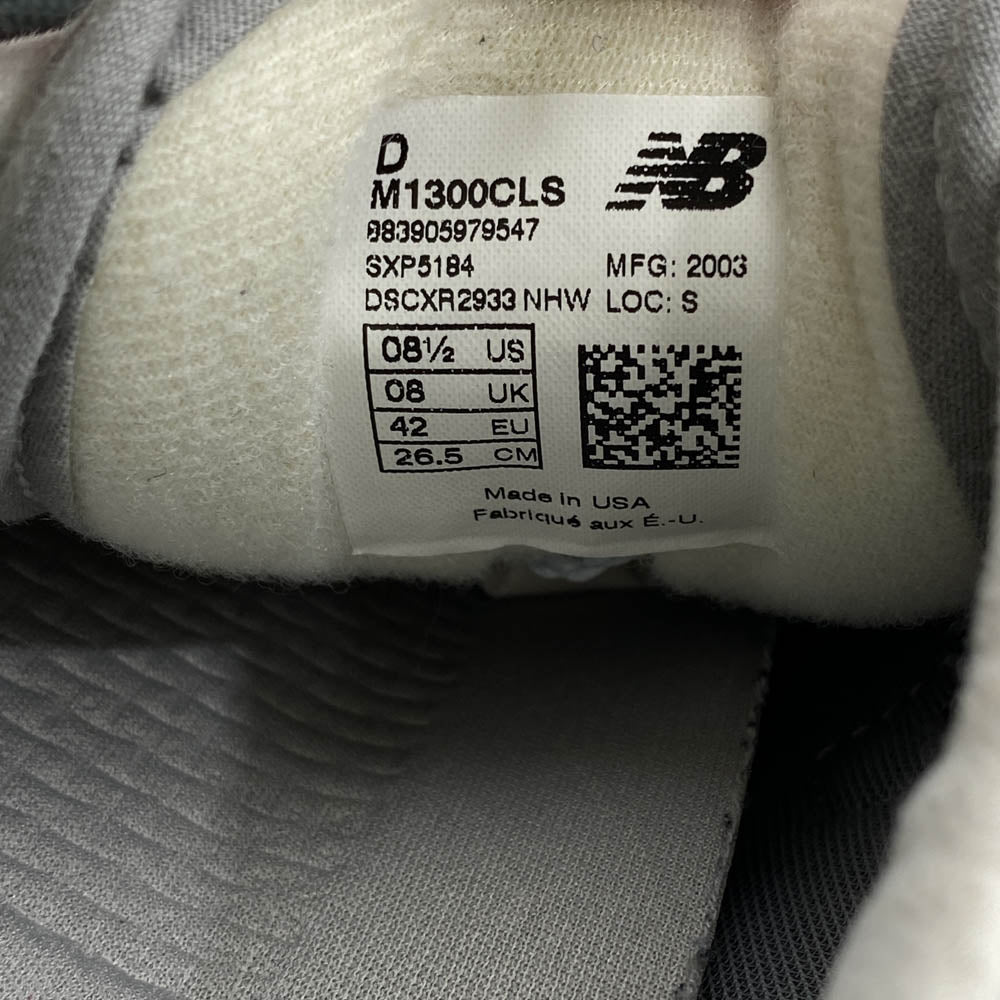 D
M1300CLS
NB
883905979547
SXP5184
MFG: 2003
DSCXR2933 NHW LOC: S
08½ US
08 UK
42 EU
26.5 CM
Made in USA
Fabriqué aux É.-U.